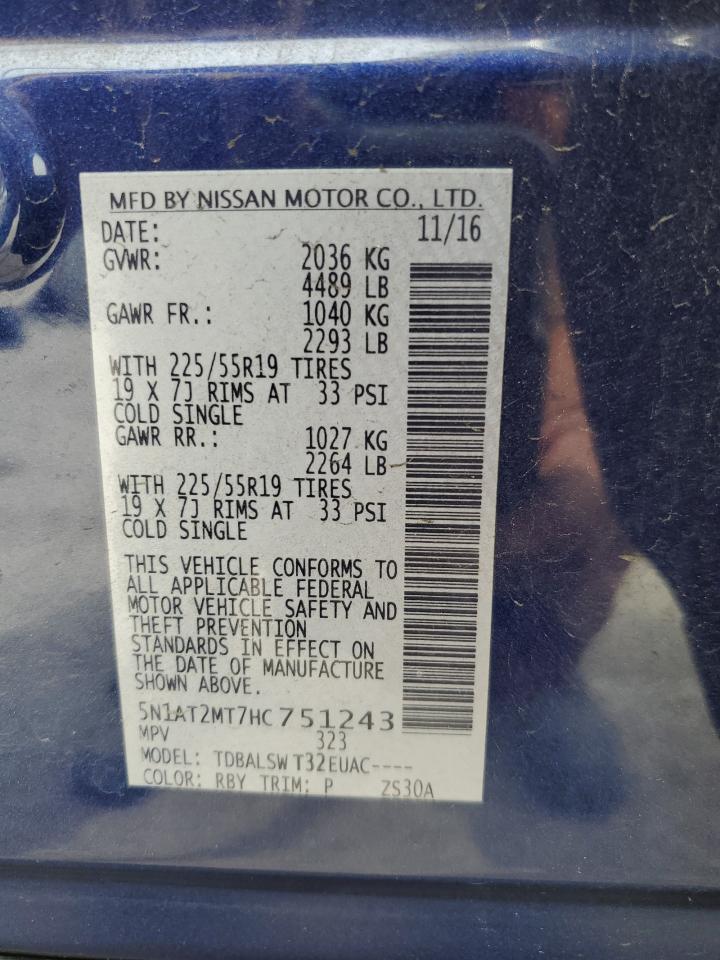 MFD BY NISSAN MOTOR CO., LTD.
DATE: 11/16
GVWR: 2036 KG
4489 LB
GAWR FR.: 1040 KG
2293 LB
WITH 225/55R19 TIRES
19 X 7J RIMS AT 33 PSI
COLD SINGLE
GAWR RR.: 1027 KG
2264 LB
WITH 225/55R19 TIRES
19 X 7J RIMS AT 33 PSI
COLD SINGLE
THIS VEHICLE CONFORMS TO
ALL APPLICABLE FEDERAL
MOTOR VEHICLE SAFETY AND
THEFT PREVENTION
STANDARDS IN EFFECT ON
THE DATE OF MANUFACTURE
SHOWN ABOVE.
5N1AT2MT7HC751243
MPV 323
MODEL: TDBALSW T32EUAC----
COLOR: RBY TRIM: P ZS30A